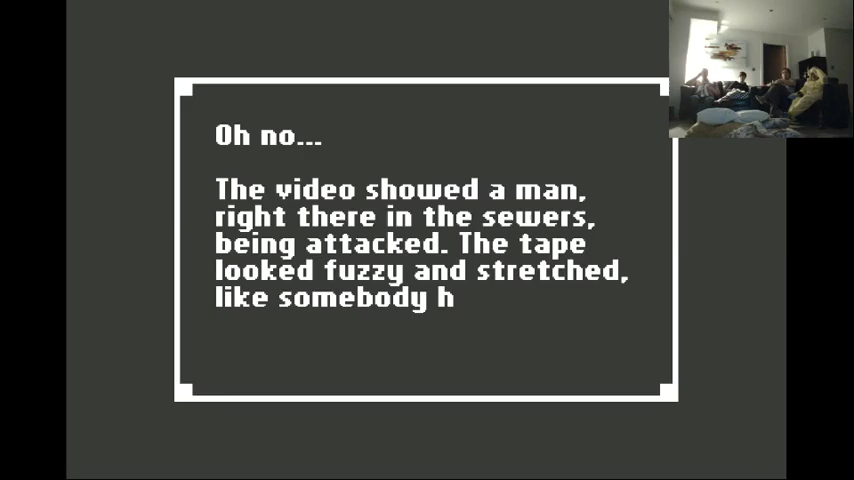 Oh no...
The video showed a man,
right there in the sewers,
being attacked. The tape
looked fuzzy and stretched,
like somebody h